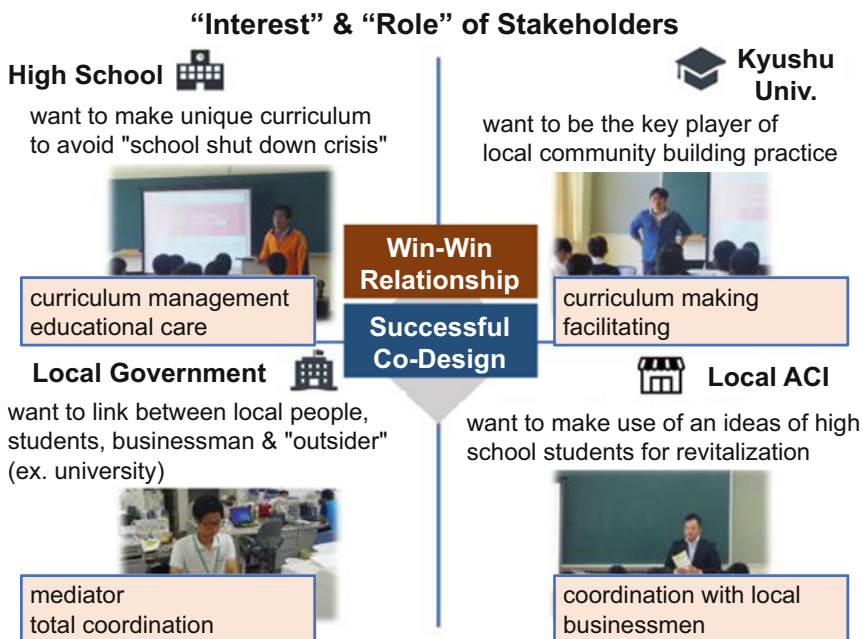 “Interest” & “Role” of Stakeholders
High School
want to make unique curriculum
to avoid "school shut down crisis"
curriculum management
educational care
Kyushu
Univ.
want to be the key player of
local community building practice
curriculum making
facilitating
Win-Win
Relationship
Successful
Co-Design
Local Government
want to link between local people,
students, businessman & "outsider"
(ex. university)
mediator
total coordination
Local ACI
want to make use of an ideas of high
school students for revitalization
coordination with local
businessmen